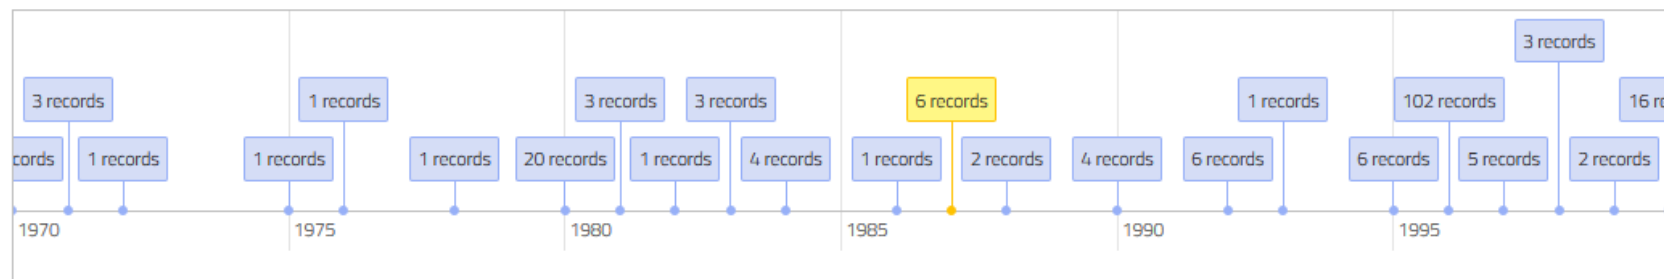 3 records
3 records
1 records
3 records
3 records
6 records
1 records
102 records
16
1 records
1 records
1 records
20 records
1 records
4 records
1 records
2 records
4 records
6 records
6 records
5 records
2 records
1970
1975
1980
1985
1990
1995